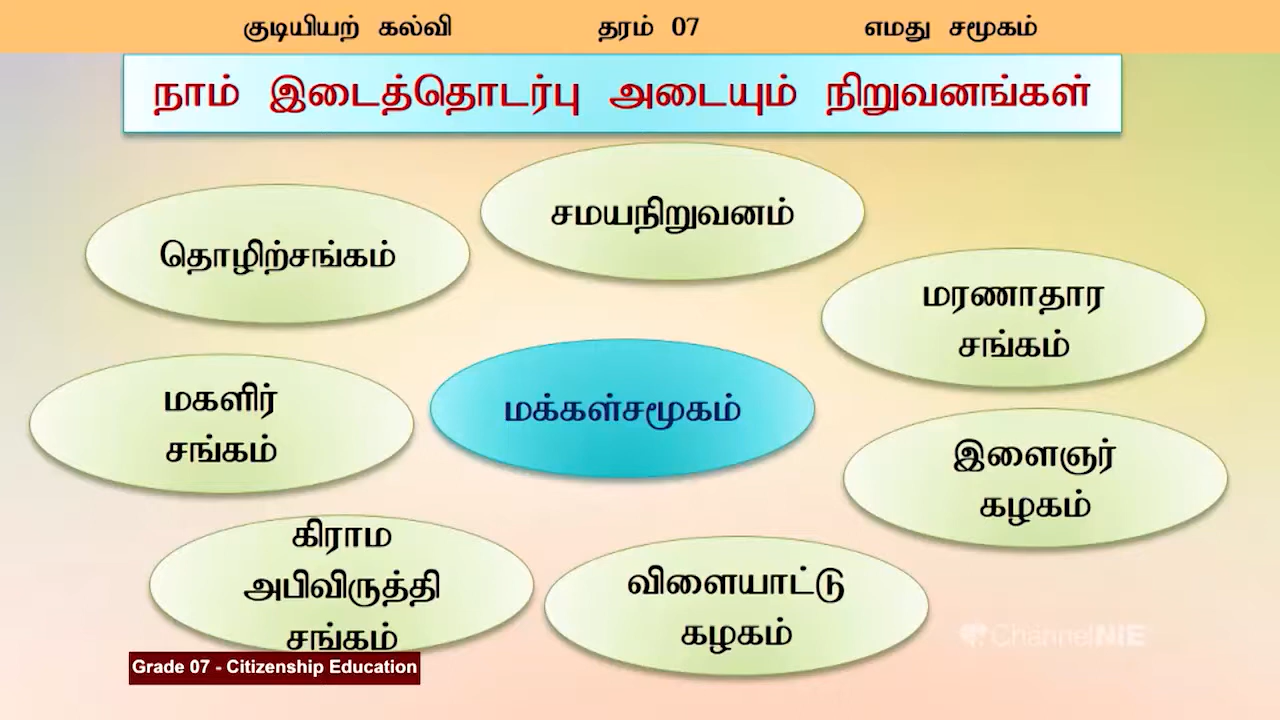 குடியியற் கல்வி தரம் 07 எமது சமூகம்
நாம் இடைத்தொடர்பு அடையும் நிறுவனங்கள்
சமயநிறுவனம்
தொழிற்சங்கம்
மரணாதார
சங்கம்
மகளிர்
சங்கம்
மக்கள்சமூகம்
இளைஞர்
கழகம்
கிராம
அபிவிருத்தி
சங்கம்
விளையாட்டு
கழகம்
ChannelNIE
Grade 07 - Citizenship Education